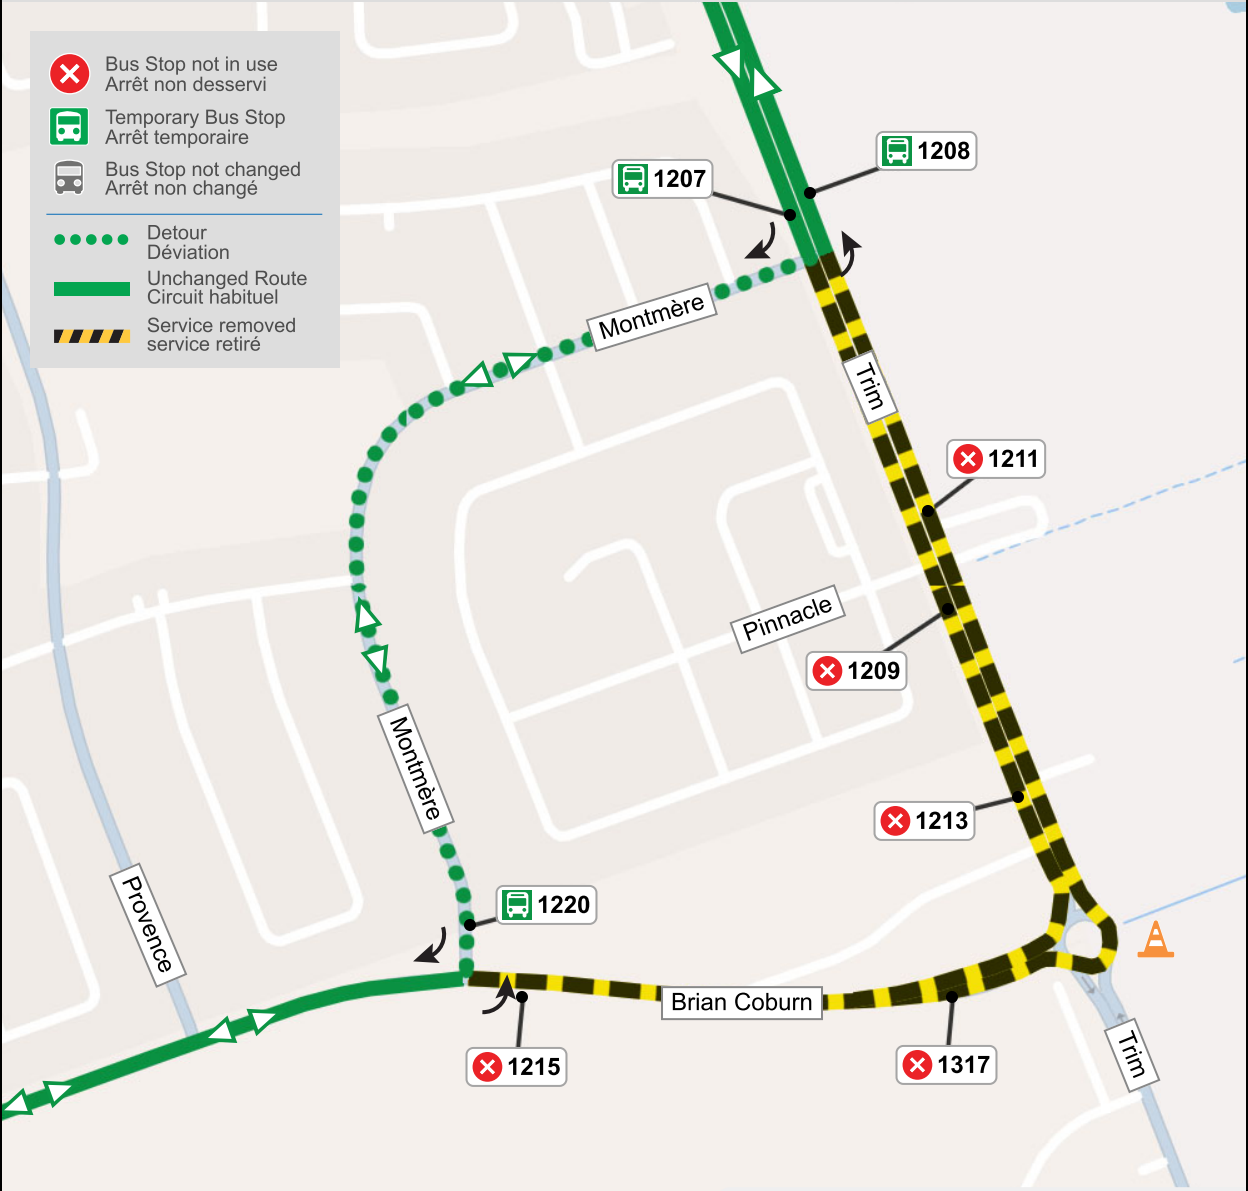 Bus Stop not in use
Arrêt non desservi
Temporary Bus Stop
Arrêt temporaire
Bus Stop not changed
Arrêt non changé
Detour
Déviation
Unchanged Route
Circuit habituel
Service removed
service retiré
1208
1207
Montmère
Trim
1211
Pinnacle
1209
Montmère
1213
Provence
1220
Brian Coburn
1215
1317
Trim